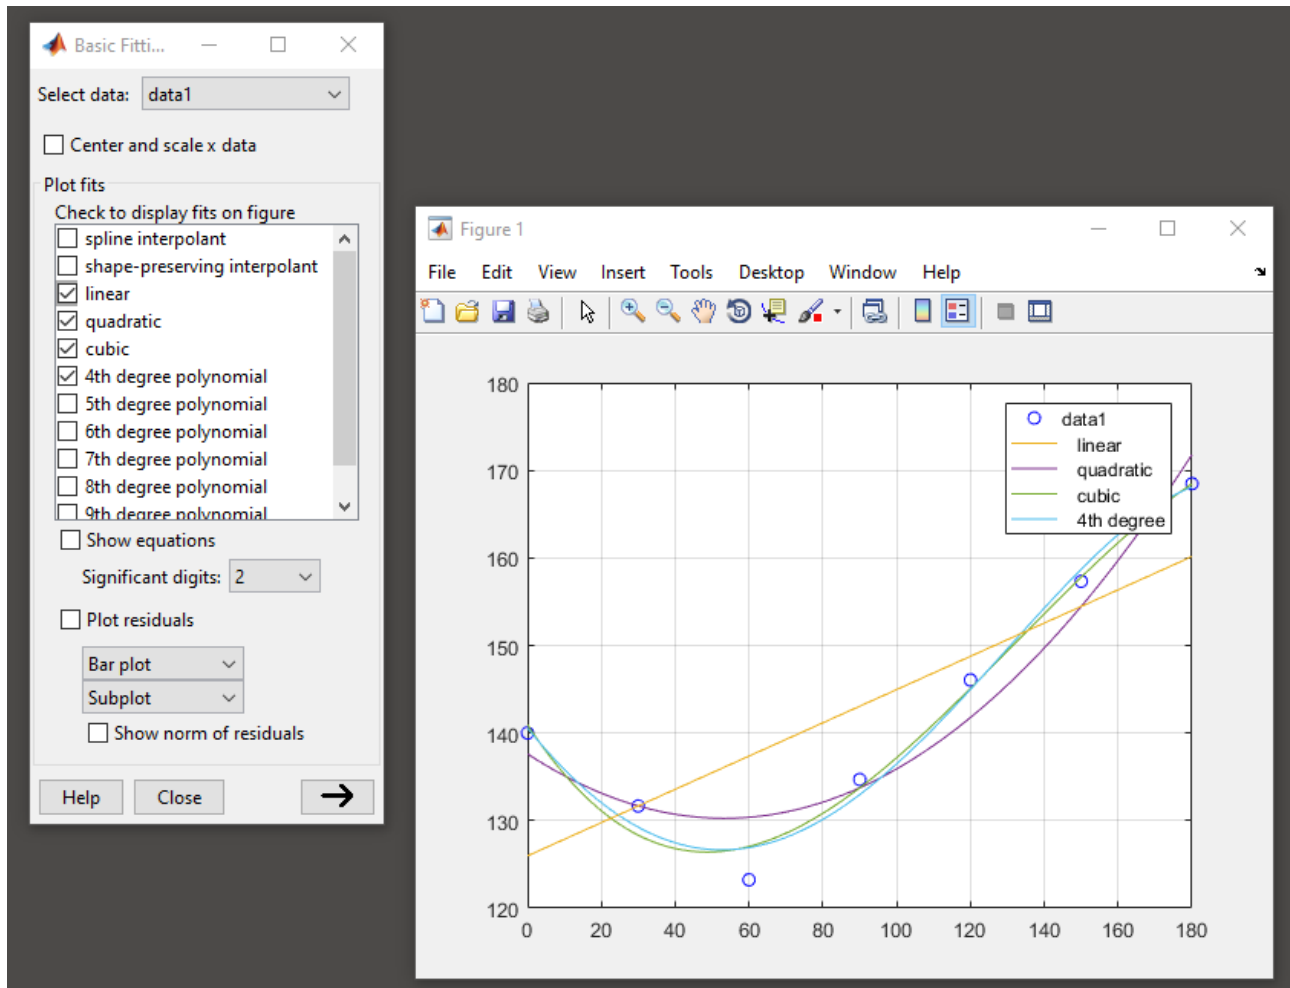 Basic Fitti...
Select data: data1
Center and scale x data
Plot fits
Check to display fits on figure
spline interpolant
shape-preserving interpolant
linear
quadratic
cubic
4th degree polynomial
5th degree polynomial
6th degree polynomial
7th degree polynomial
8th degree polynomial
9th degree polynomial
Show equations
Significant digits: 2
Plot residuals
Bar plot
Subplot
Show norm of residuals
Help Close
Figure 1
File Edit View Insert Tools Desktop Window Help
180
170
160
150
140
130
120
0 20 40 60 80 100 120 140 160 180
data1
linear
quadratic
cubic
4th degree